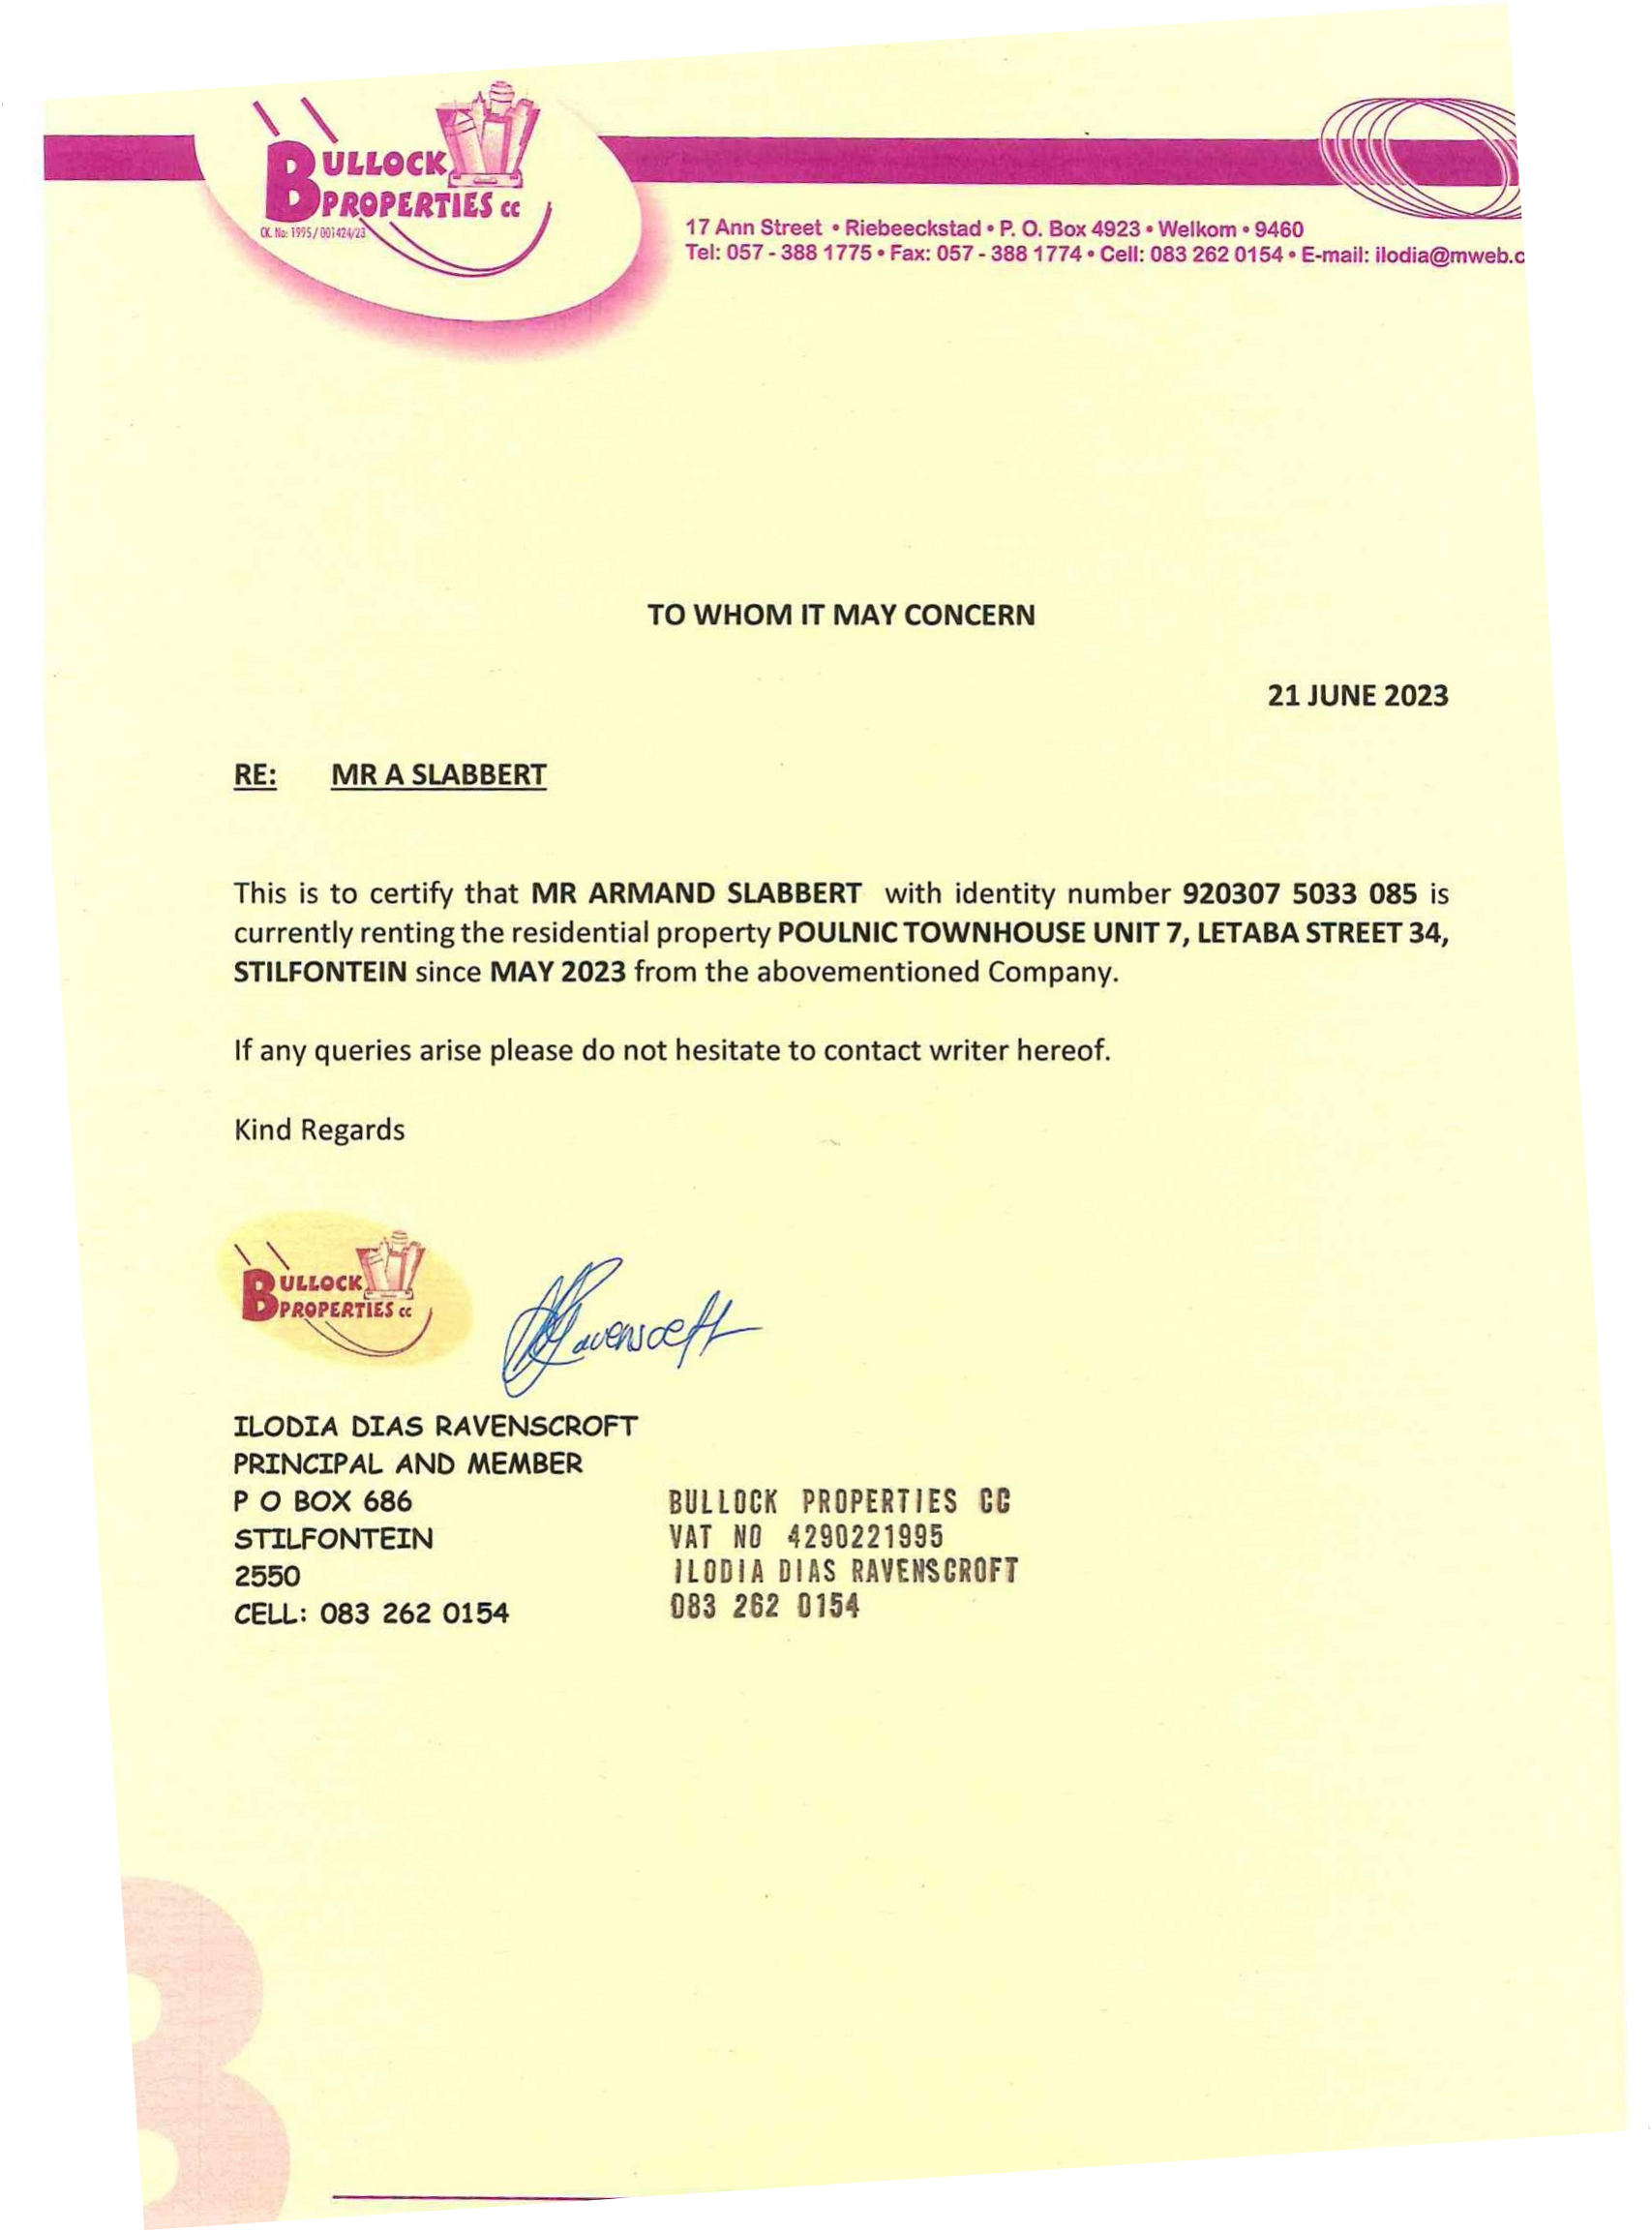 BULLOCK
PROPERTIES cc
CK. No: 1995/001424/23
17 Ann Street • Riebeeckstad • P. O. Box 4923 • Welkom • 9460
Tel: 057 - 388 1775 • Fax: 057 - 388 1774 • Cell: 083 262 0154 • E-mail: ilodia@mweb.c
TO WHOM IT MAY CONCERN
21 JUNE 2023
RE: MR A SLABBERT
This is to certify that MR ARMAND SLABBERT with identity number 920307 5033 085 is
currently renting the residential property POULNIC TOWNHOUSE UNIT 7, LETABA STREET 34,
STILFONTEIN since MAY 2023 from the abovementioned Company.
If any queries arise please do not hesitate to contact writer hereof.
Kind Regards
BULLOCK
PROPERTIES cc
ILODIA DIAS RAVENSCROFT
PRINCIPAL AND MEMBER
P O BOX 686
STILFONTEIN
2550
CELL: 083 262 0154
BULLOCK PROPERTIES CC
VAT NO 4290221995
ILODIA DIAS RAVENSCROFT
083 262 0154